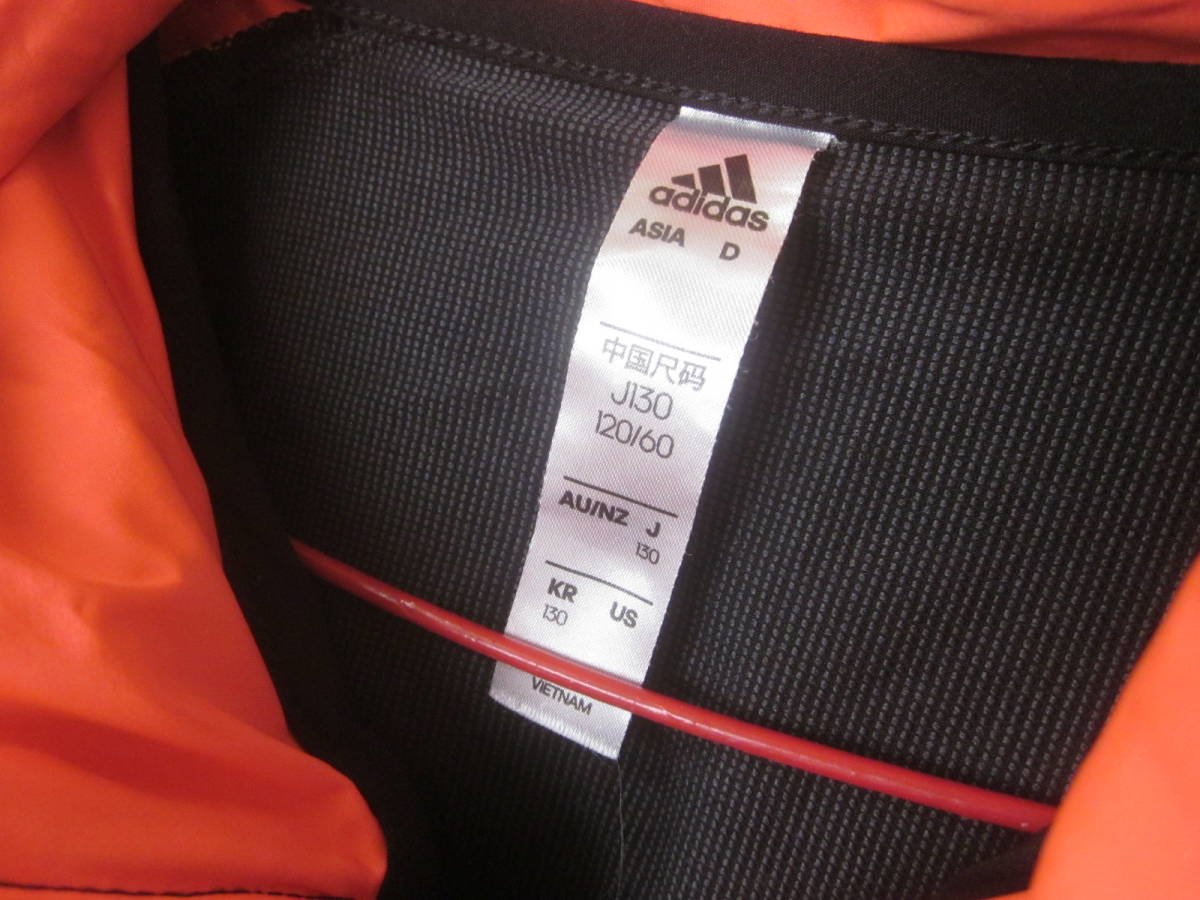 adidas
ASIA D
中国尺码
J130
120/60
AU/NZ J
130
KR US
130
VIETNAM